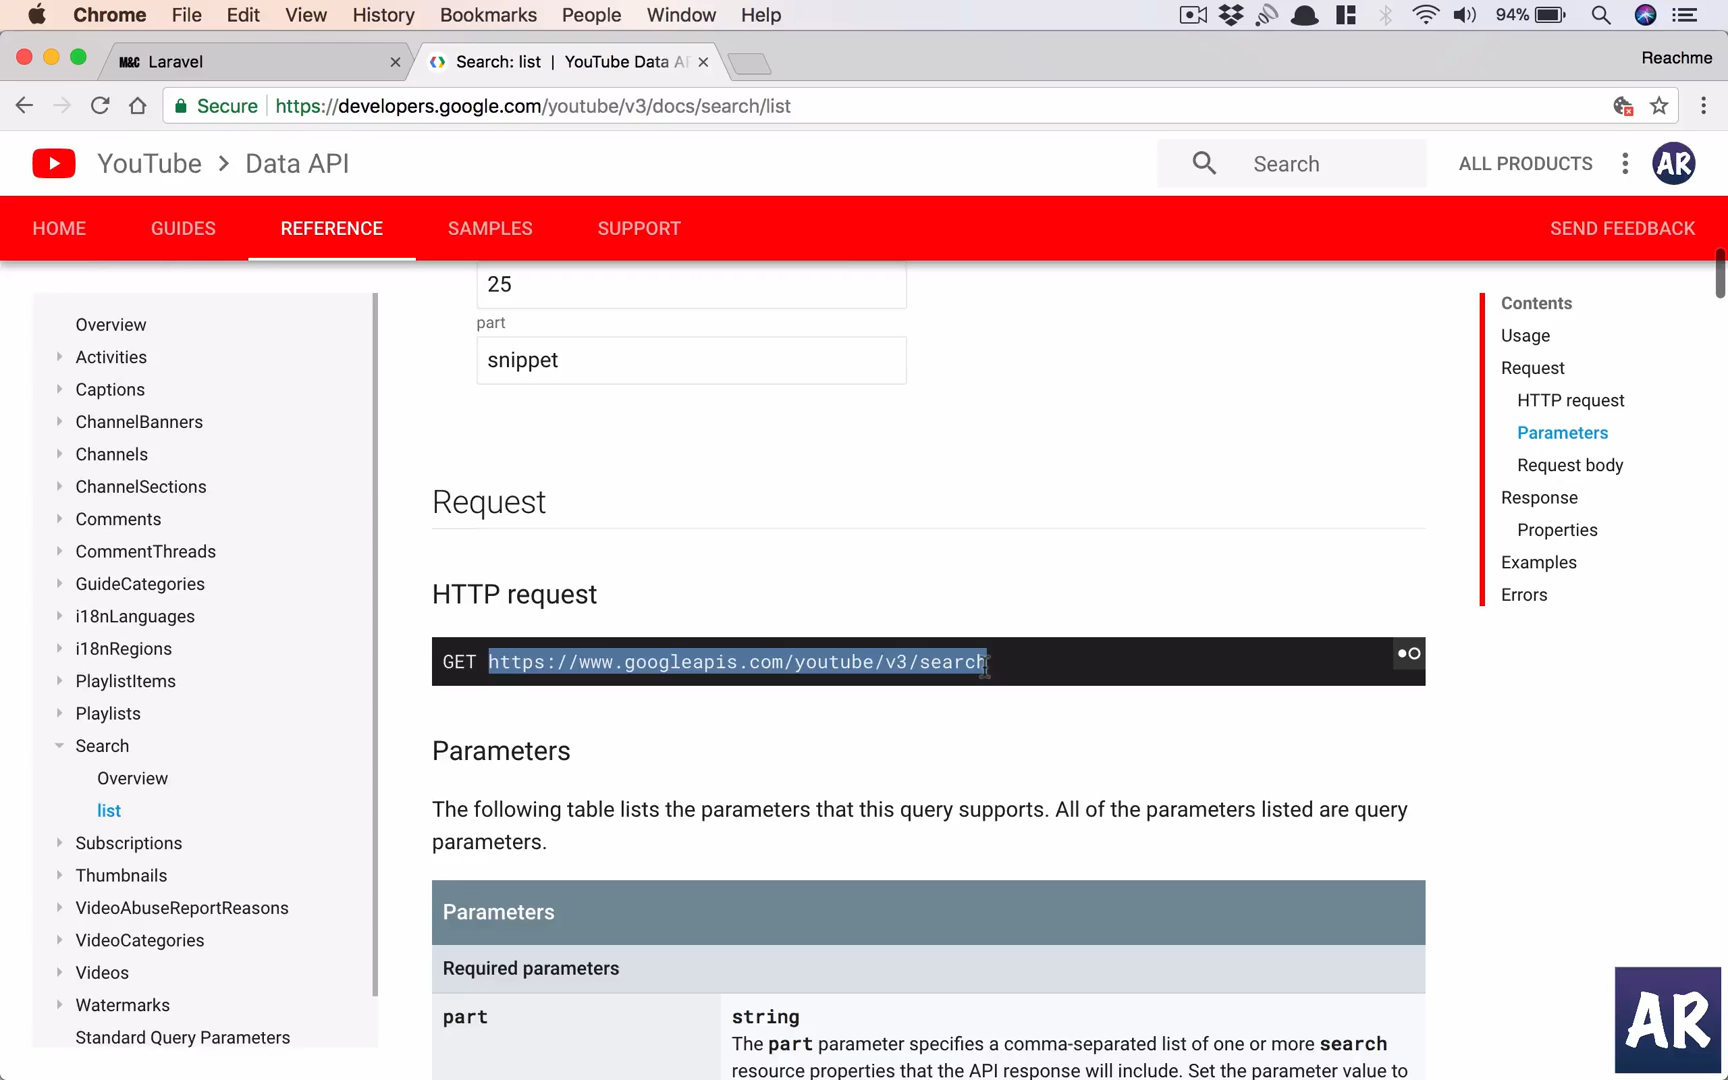 Chrome File Edit View History Bookmarks People Window Help 94%
M&C Laravel
Search: list | YouTube Data AP
Reachme
Secure https://developers.google.com/youtube/v3/docs/search/list
YouTube > Data API
Search
ALL PRODUCTS
AR
HOME GUIDES REFERENCE SAMPLES SUPPORT SEND FEEDBACK
Overview
Activities
Captions
ChannelBanners
Channels
ChannelSections
Comments
CommentThreads
GuideCategories
i18nLanguages
i18nRegions
PlaylistItems
Playlists
Search
Overview
list
Subscriptions
Thumbnails
VideoAbuseReportReasons
VideoCategories
Videos
Watermarks
Standard Query Parameters
25
part
snippet
Request
HTTP request
GET https://www.googleapis.com/youtube/v3/search
Parameters
The following table lists the parameters that this query supports. All of the parameters listed are query
parameters.
Parameters
Required parameters
part
string
The part parameter specifies a comma-separated list of one or more search
resource properties that the API response will include. Set the parameter value to
Contents
Usage
Request
HTTP request
Parameters
Request body
Response
Properties
Examples
Errors
AR